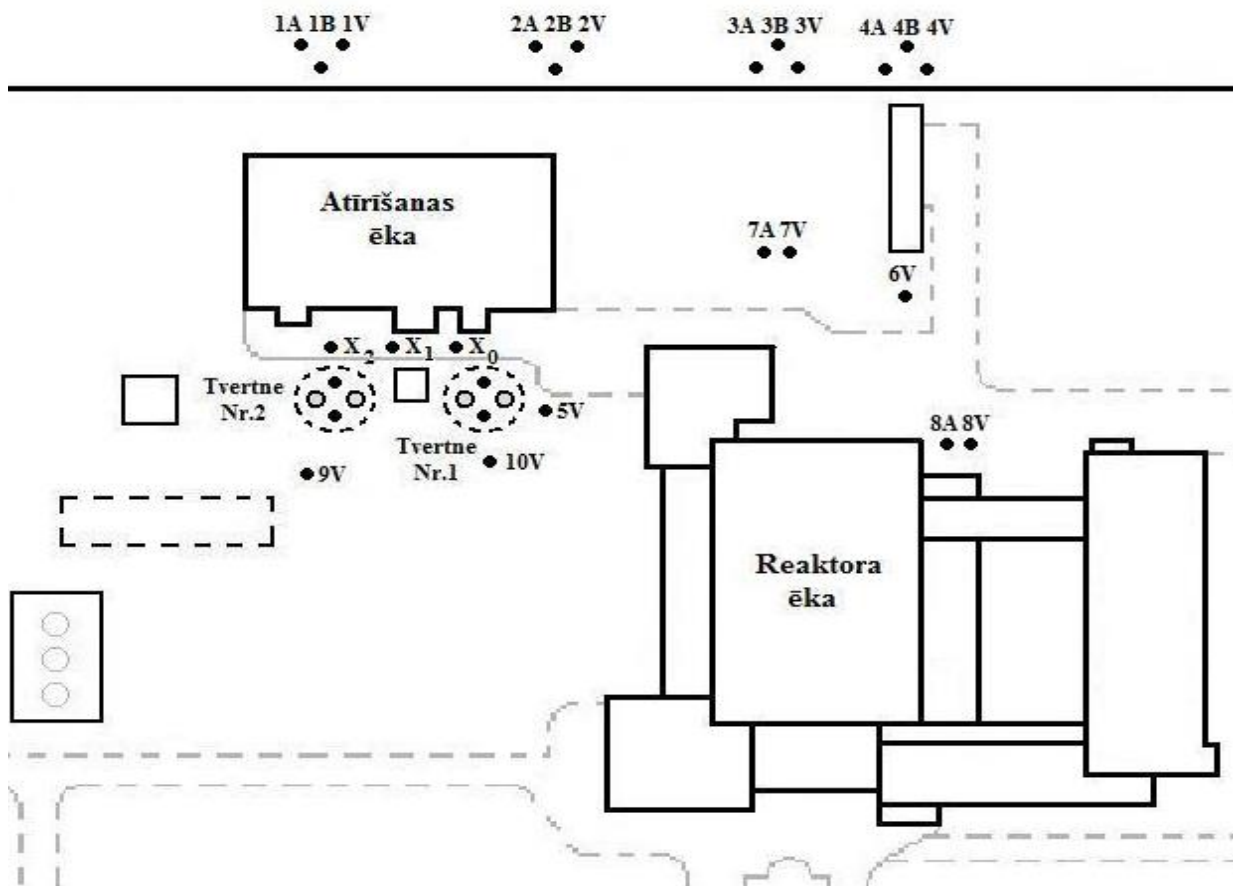 1A 1B 1V
2A 2B 2V
3A 3B 3V
4A 4B 4V
Atīrīšanas
ēka
7A 7V
6V
X2
X1
X0
Tvertne
Nr.2
5V
8A 8V
Tvertne
Nr.1
10V
9V
Reaktora
ēka